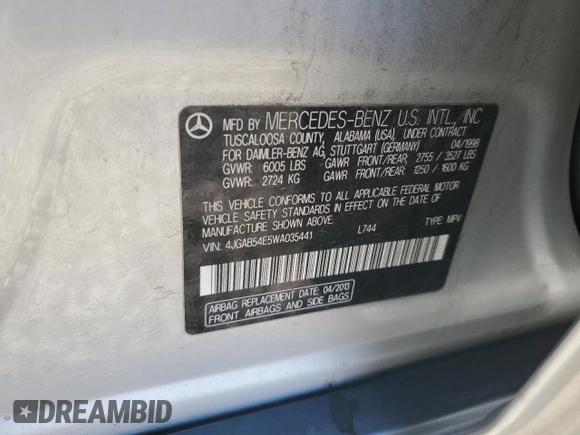 MFG. BY MERCEDES-BENZ U.S. INTL., INC
TUSCALOOSA COUNTY, ALABAMA (USA), UNDER CONTRACT
FOR DAIMLER-BENZ AG, STUTTGART (GERMANY) 04/1998
GVWR: 6005 LBS GAWR FRONT/REAR: 2755 / 3527 LBS
GVWR: 2724 KG GAWR FRONT/REAR: 1250 / 1600 KG
THIS VEHICLE CONFORMS TO ALL APPLICABLE FEDERAL MOTOR
VEHICLE SAFETY STANDARDS IN EFFECT ON THE DATE OF
MANUFACTURE SHOWN ABOVE.
VIN: 4JGAB54E5WA035441 L744 TYPE: MPV
AIRBAG REPLACEMENT DATE: 04/2013
FRONT AIRBAGS AND SIDE BAGS
DREAMBID